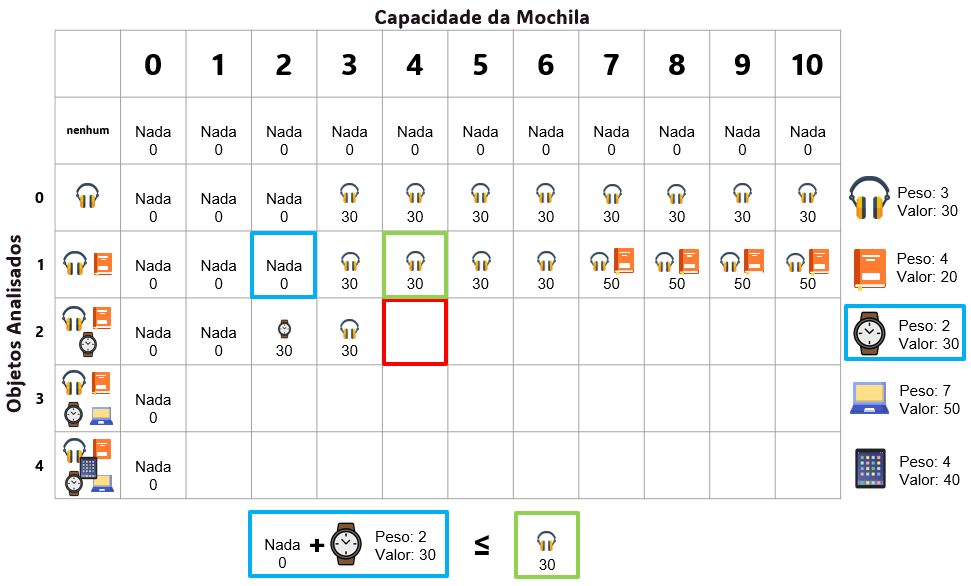 Capacidade da Mochila
0 1 2 3 4 5 6 7 8 9 10
Objetos Analisados
nenhum
Nada Nada Nada Nada Nada Nada Nada Nada Nada Nada Nada
0 0 0 0 0 0 0 0 0 0 0
0
Nada Nada Nada
0 0 0 30 30 30 30 30 30 30 30
Peso: 3
Valor: 30
1
Nada Nada Nada
0 0 0 30 30 30 30 50 50 50 50
Peso: 4
Valor: 20
2
Nada Nada
0 0 30 30
Peso: 2
Valor: 30
3
Nada
0
Peso: 7
Valor: 50
4
Nada
0
Peso: 4
Valor: 40
Nada + Peso: 2 ≤
0 Valor: 30 30